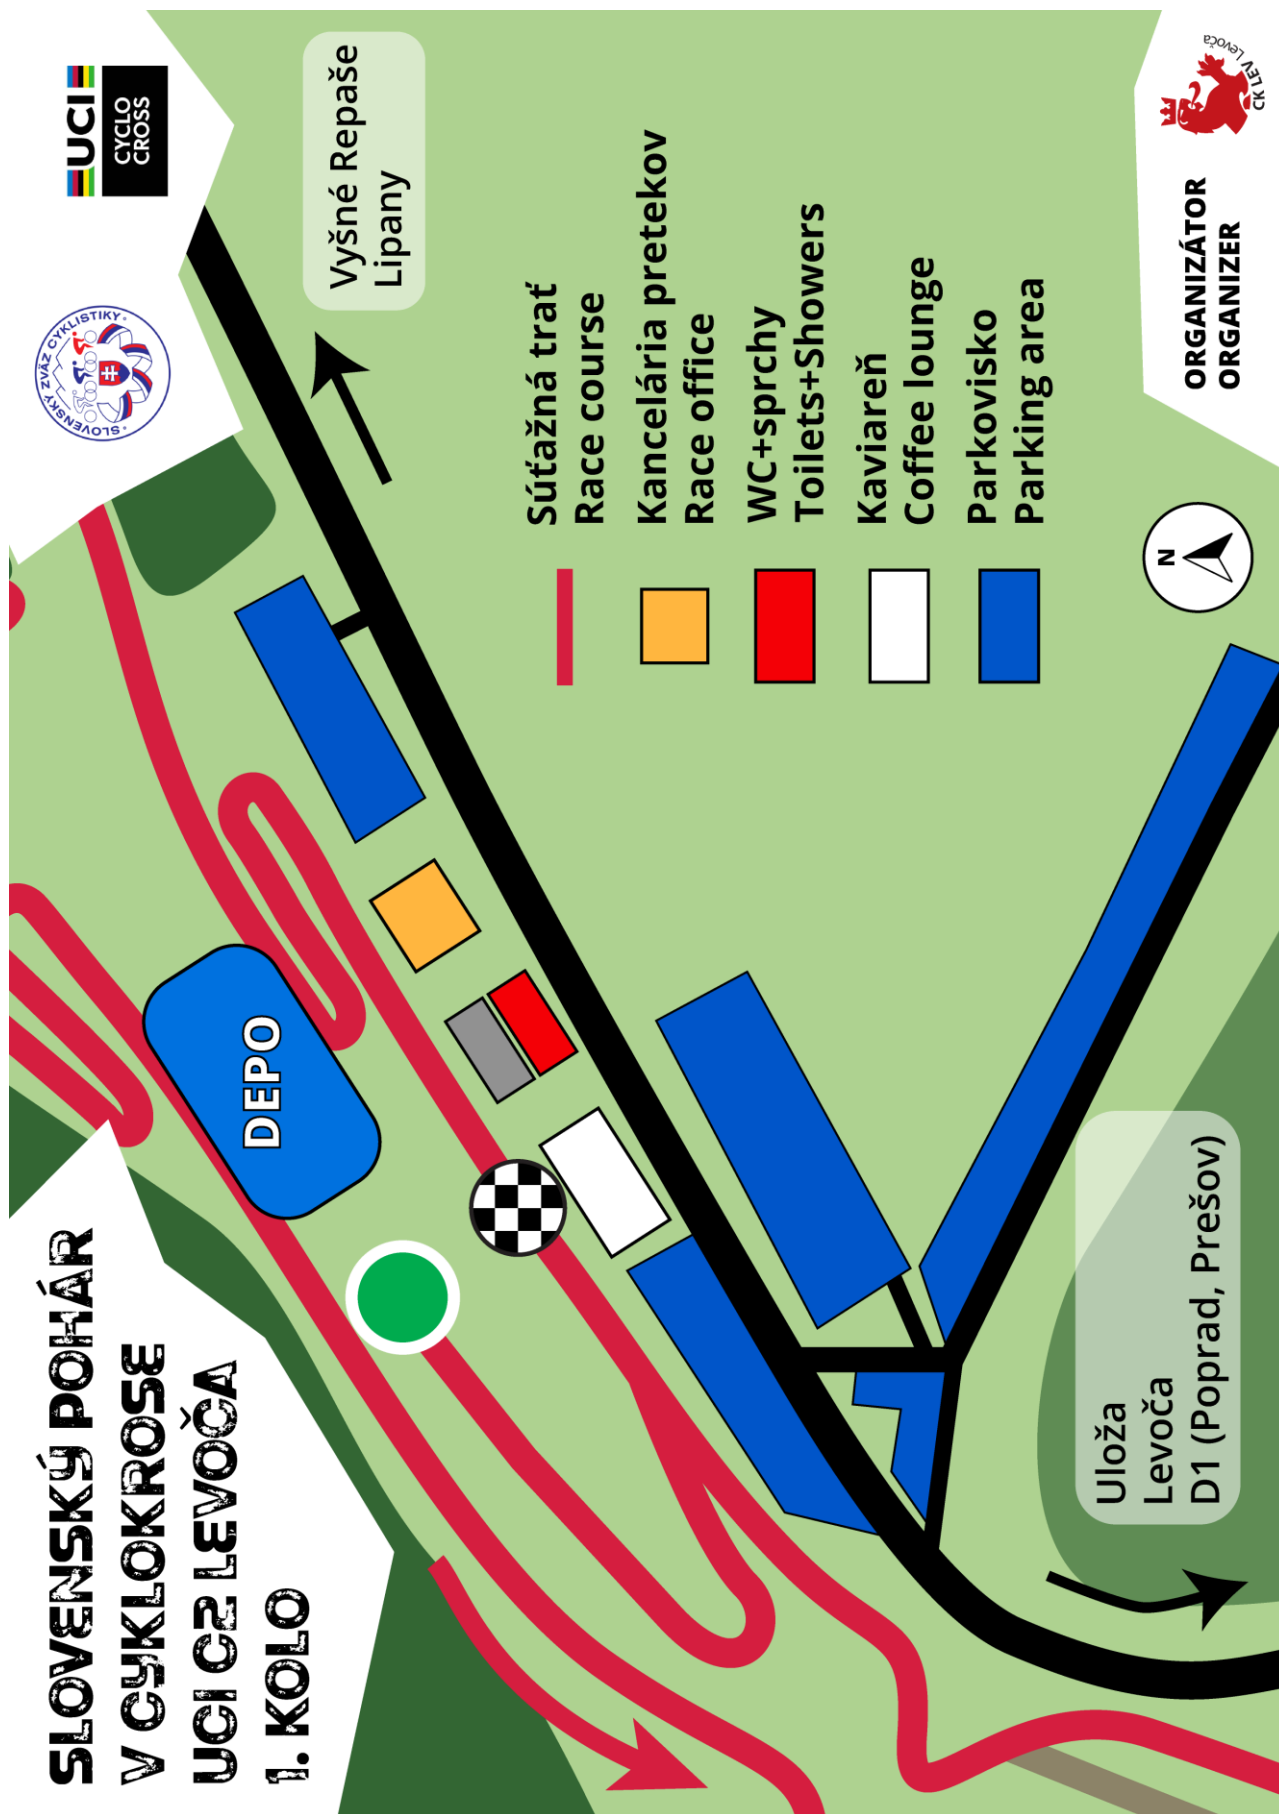 SLOVENSKÝ POHÁR
V CYKLOKROSE
UCI C2 LEVOČA
1. KOLO
SLOVENSKÝ ZVÄZ CYKLISTIKY
UCI
CYCLO
CROSS
Vyšné Repaše
Lipany
DEPO
Súťažná trať
Race course
Kancelária pretekov
Race office
WC+sprchy
Toilets+Showers
Kaviareň
Coffee lounge
Parkovisko
Parking area
Uloža
Levoča
D1 (Poprad, Prešov)
N
ORGANIZÁTOR
ORGANIZER
CK LEV Levoča